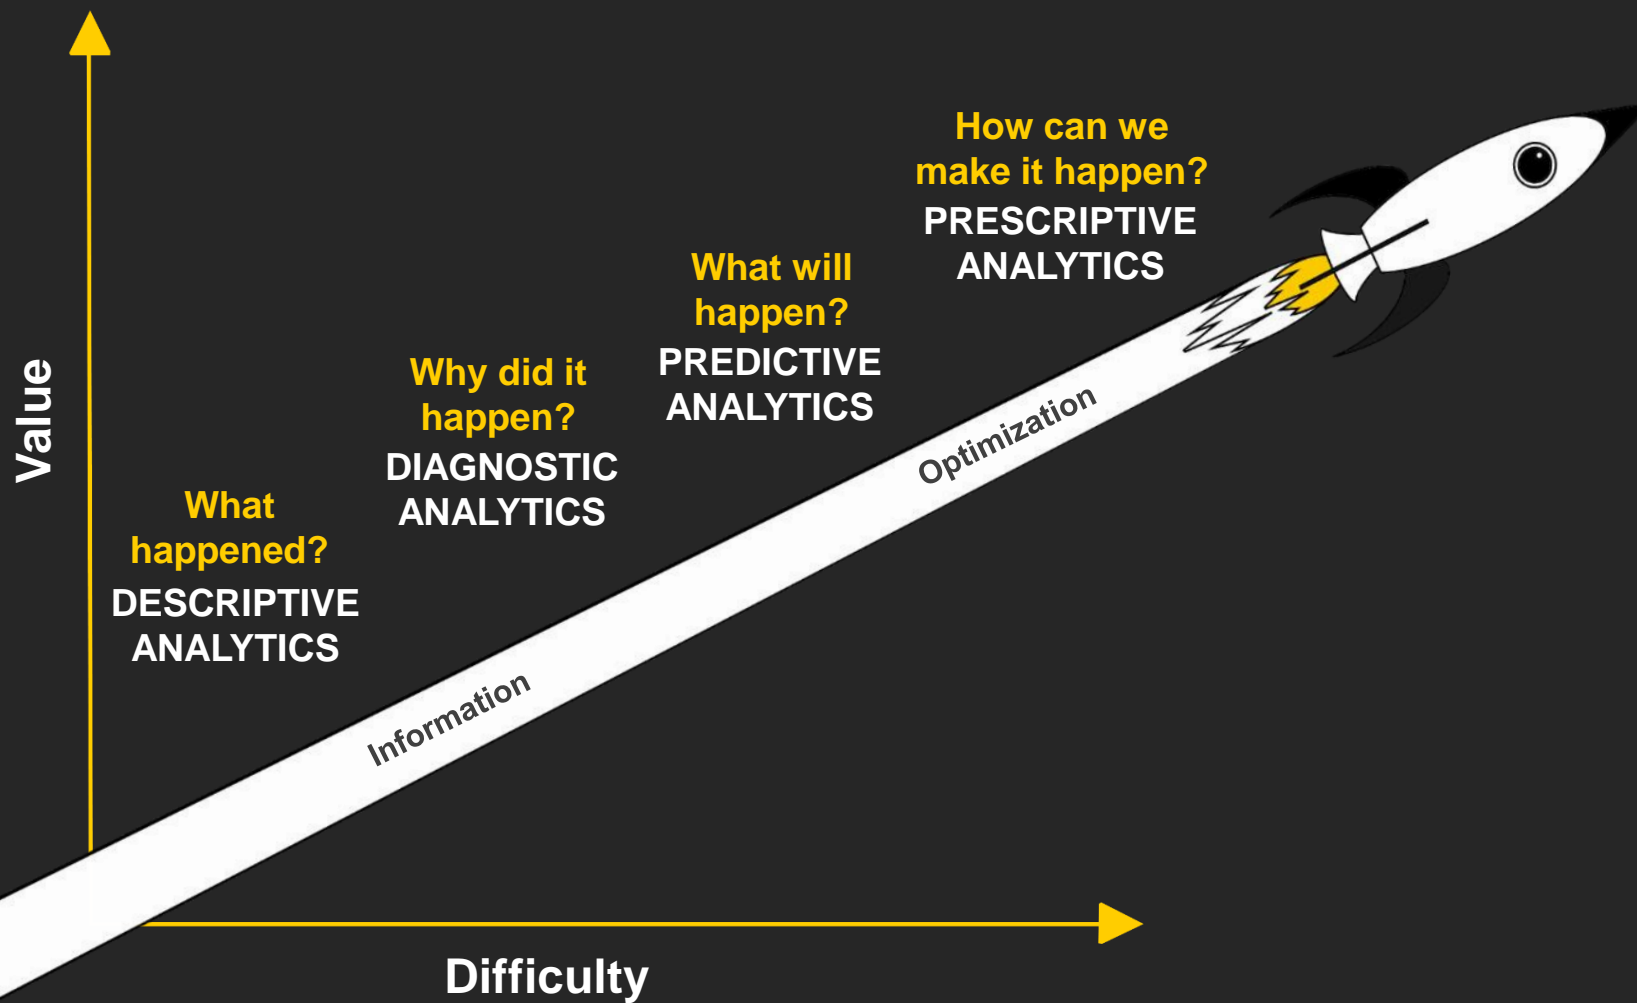 How can we
make it happen?
PRESCRIPTIVE
ANALYTICS
What will
happen?
PREDICTIVE
ANALYTICS
Why did it
happen?
DIAGNOSTIC
ANALYTICS
What
happened?
DESCRIPTIVE
ANALYTICS
Value
Optimization
Information
Difficulty